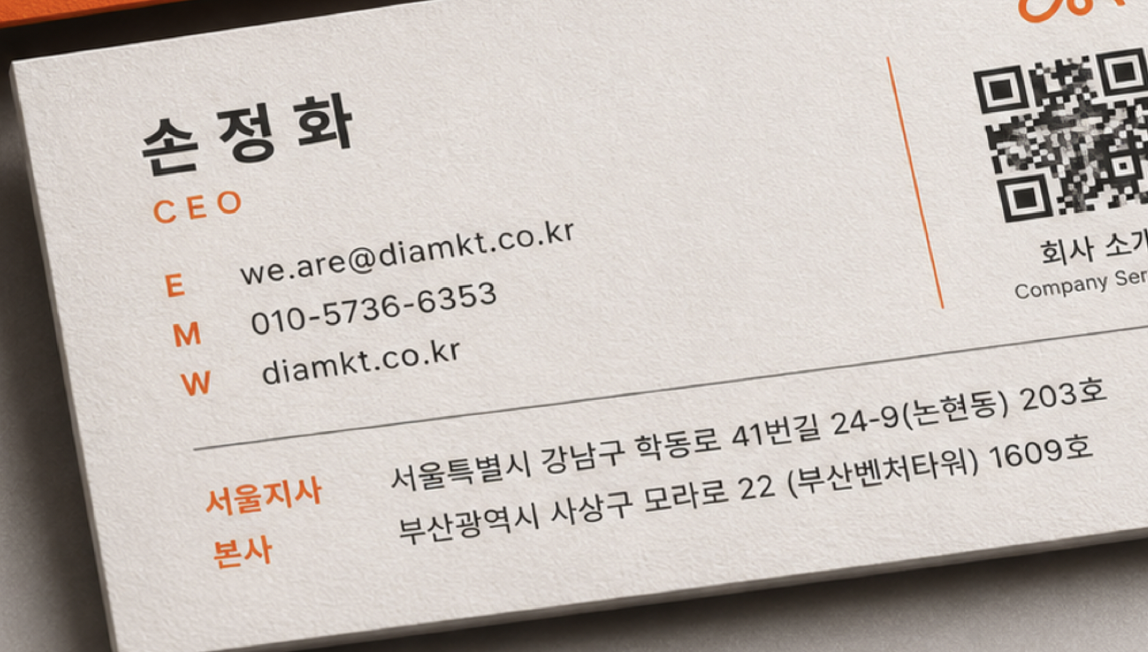 손정화
CEO
E we.are@diamkt.co.kr
M 010-5736-6353
W diamkt.co.kr
회사
Company
서울지사 서울특별시 강남구 학동로 41번길 24-9(논현동) 203호
본사 부산광역시 사상구 모라로 22 (부산벤처타워) 1609호